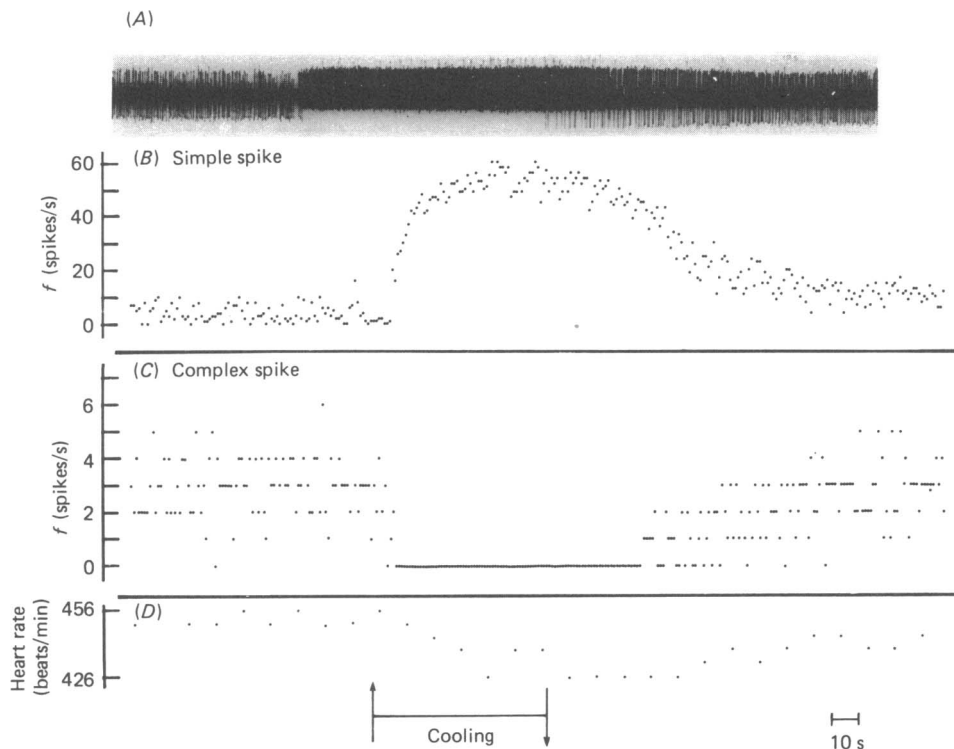 (A)
(B) Simple spike
60
40
20
0
f (spikes/s)
(C) Complex spike
6
4
2
0
f (spikes/s)
(D)
456
426
Heart rate
(beats/min)
Cooling
10 s